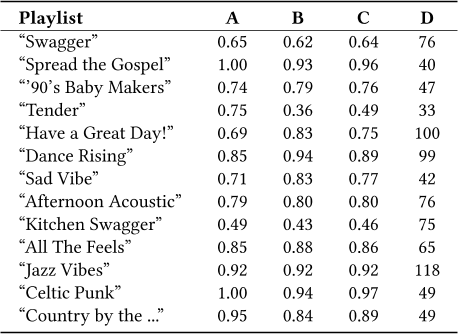 Playlist A B C D
“Swagger” 0.65 0.62 0.64 76
“Spread the Gospel” 1.00 0.93 0.96 40
“’90’s Baby Makers” 0.74 0.79 0.76 47
“Tender” 0.75 0.36 0.49 33
“Have a Great Day!” 0.69 0.83 0.75 100
“Dance Rising” 0.85 0.94 0.89 99
“Sad Vibe” 0.71 0.83 0.77 42
“Afternoon Acoustic” 0.79 0.80 0.80 76
“Kitchen Swagger” 0.49 0.43 0.46 75
“All The Feels” 0.85 0.88 0.86 65
“Jazz Vibes” 0.92 0.92 0.92 118
“Celtic Punk” 1.00 0.94 0.97 49
“Country by the ...” 0.95 0.84 0.89 49